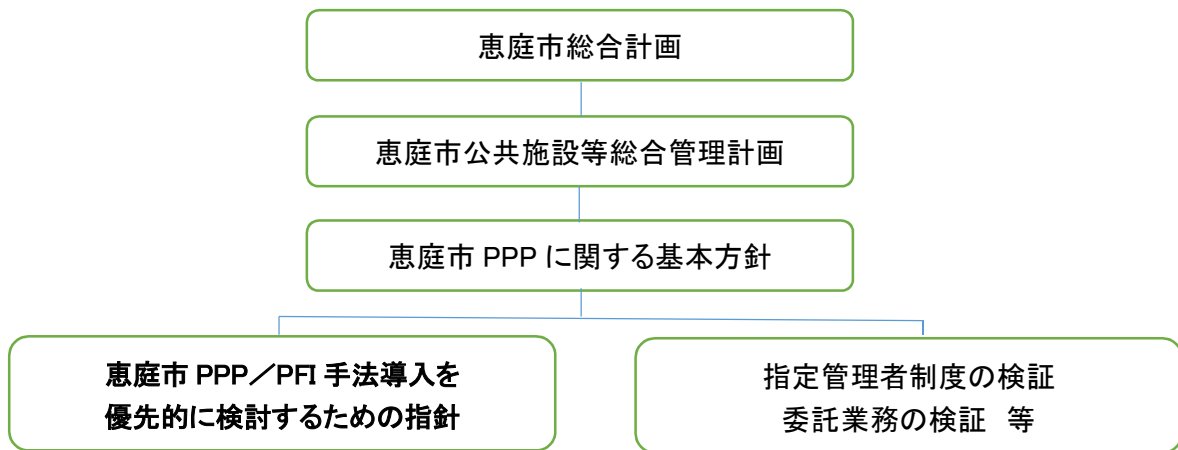 恵庭市総合計画
恵庭市公共施設等総合管理計画
恵庭市 PPP に関する基本方針
恵庭市 PPP／PFI 手法導入を
優先的に検討するための指針
指定管理者制度の検証
委託業務の検証　等